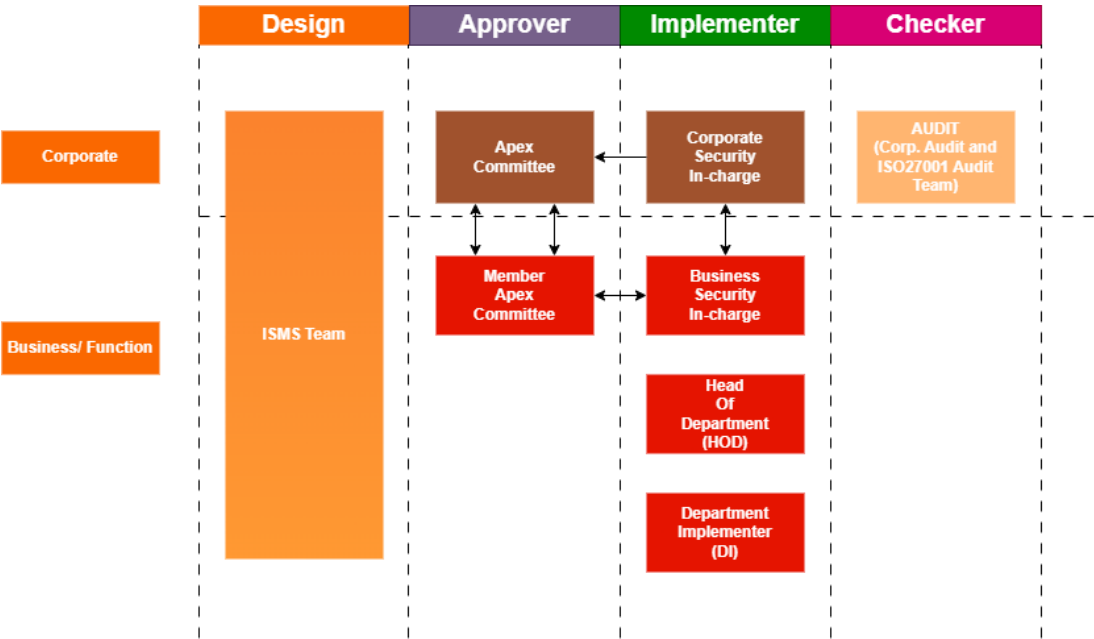 Design
Approver
Implementer
Checker
Corporate
Apex
Committee
Corporate
Security
In-charge
AUDIT
(Corp. Audit and
ISO27001 Audit
Team)
Business/ Function
ISMS Team
Member
Apex
Committee
Business
Security
In-charge
Head
Of
Department
(HOD)
Department
Implementer
(DI)